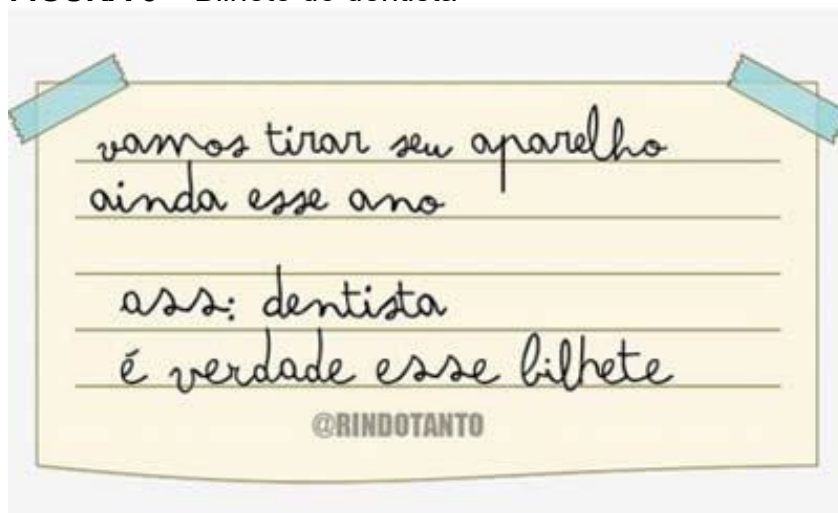 vamos tirar seu aparelho
ainda esse ano
ass: dentista
é verdade esse bilhete
@RINDOTANTO